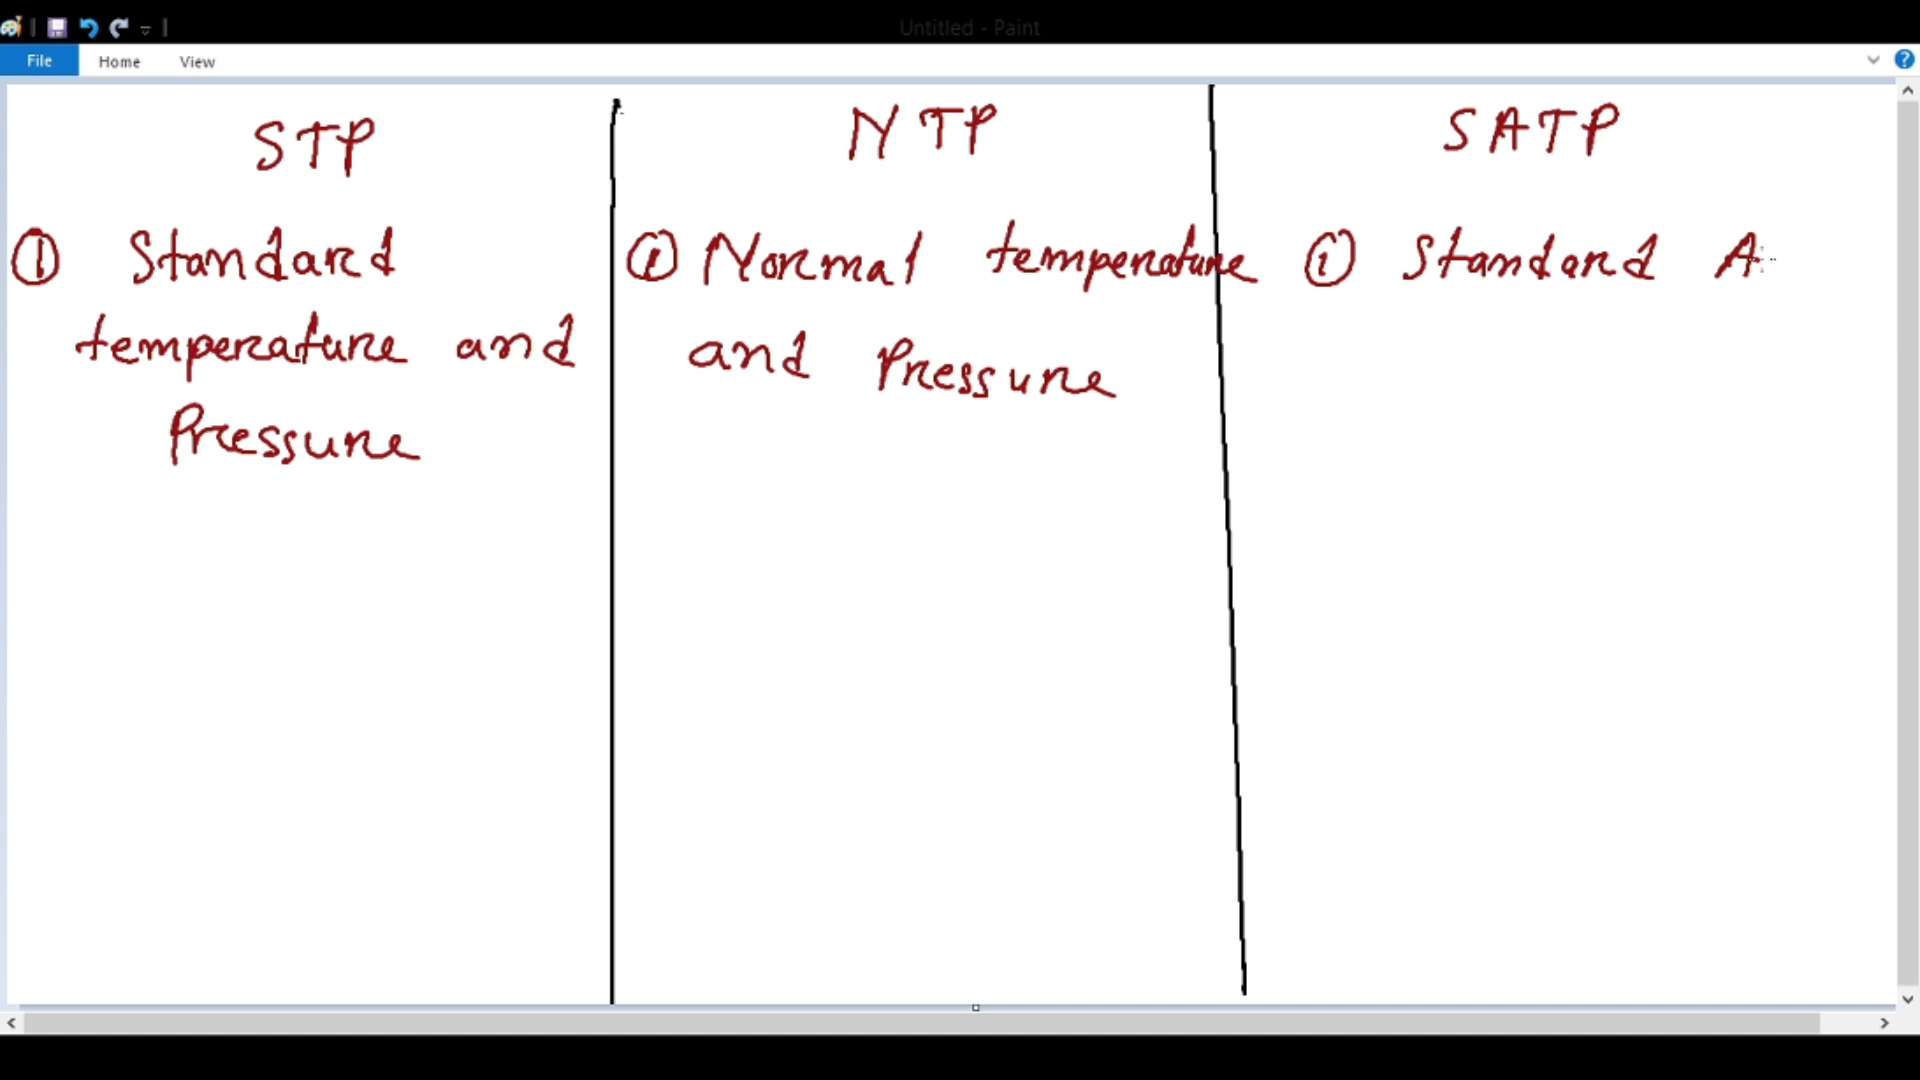 Untitled - Paint
File Home View
STP
① Standard
temperature and
Pressure
NTP
① Normal temperature
and Pressure
SATP
① Standard A